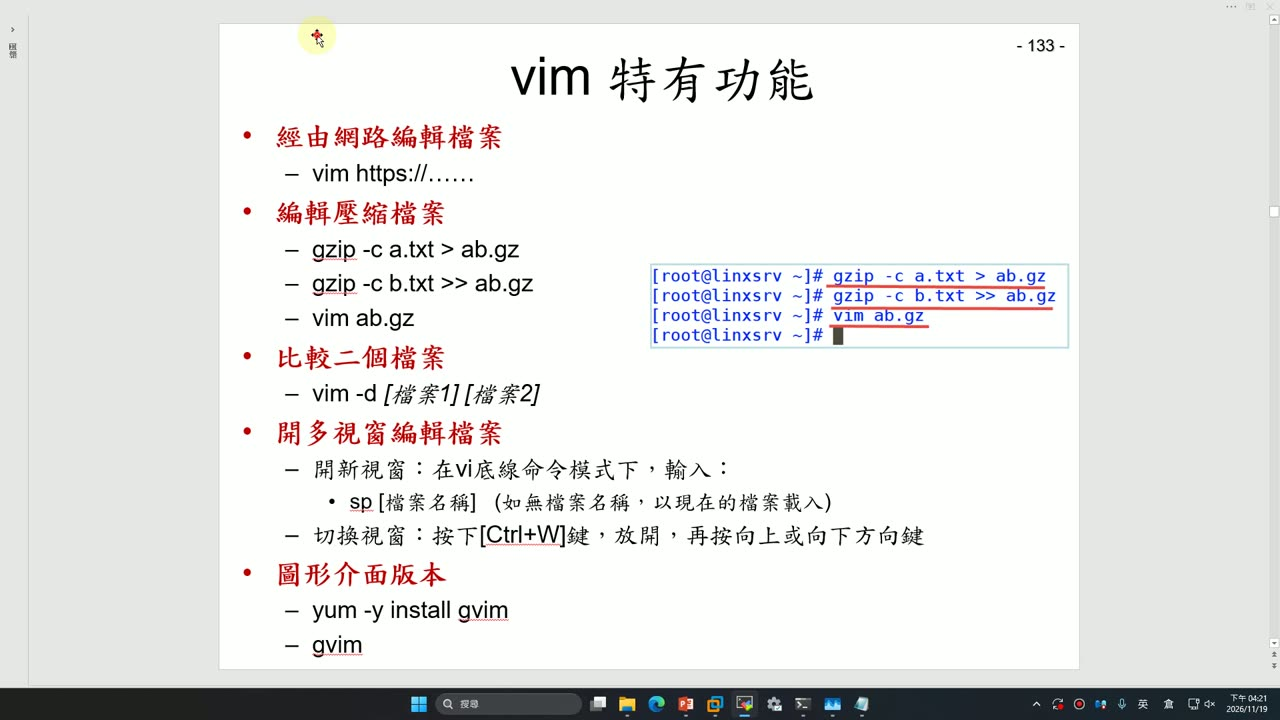 - 133 -
vim 特有功能
• 經由網路編輯檔案
– vim https://……
• 編輯壓縮檔案
– gzip -c a.txt > ab.gz
– gzip -c b.txt >> ab.gz
– vim ab.gz
[root@linxsrv ~]# gzip -c a.txt > ab.gz
[root@linxsrv ~]# gzip -c b.txt >> ab.gz
[root@linxsrv ~]# vim ab.gz
[root@linxsrv ~]#
• 比較二個檔案
– vim -d [檔案1] [檔案2]
• 開多視窗編輯檔案
– 開新視窗：在vi底線命令模式下，輸入：
• sp [檔案名稱] (如無檔案名稱，以現在的檔案載入)
– 切換視窗：按下[Ctrl+W]鍵，放開，再按向上或向下方向鍵
• 圖形介面版本
– yum -y install gvim
– gvim
搜尋
英
下午 04:21
2026/11/19